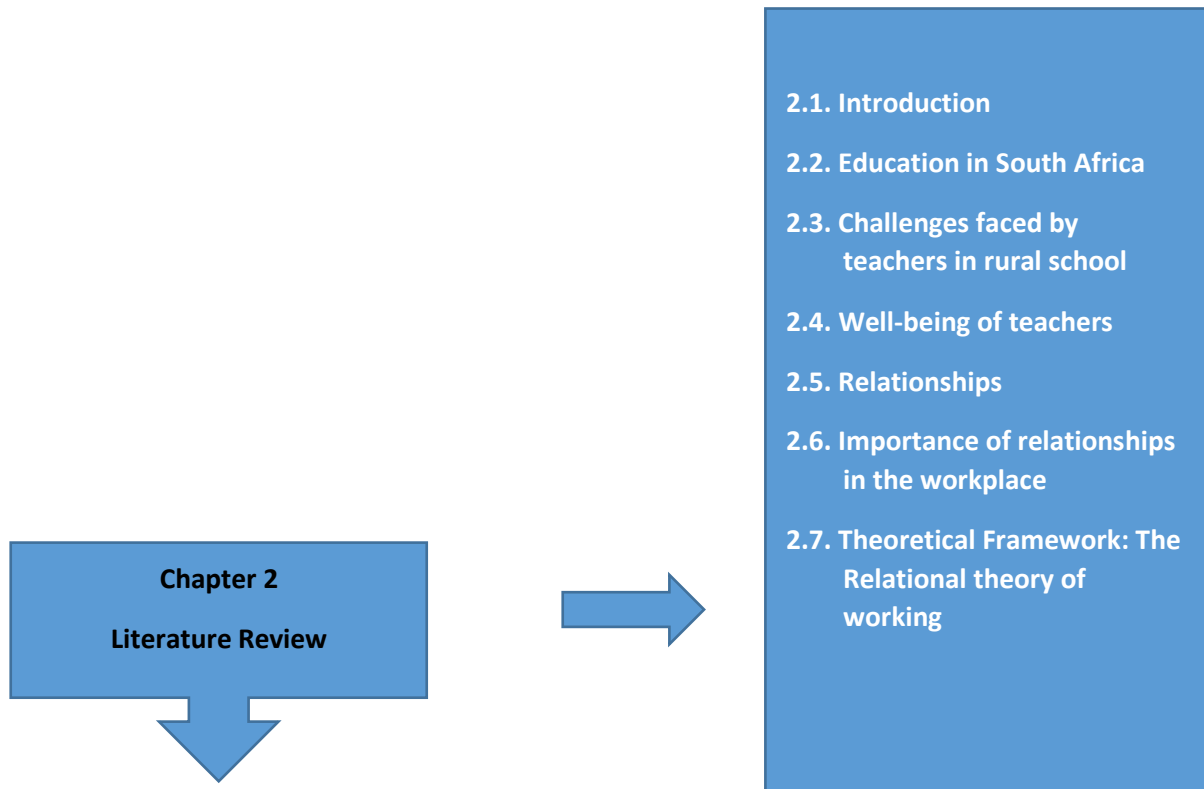 Chapter 2
Literature Review
2.1. Introduction
2.2. Education in South Africa
2.3. Challenges faced by
teachers in rural school
2.4. Well-being of teachers
2.5. Relationships
2.6. Importance of relationships
in the workplace
2.7. Theoretical Framework: The
Relational theory of
working